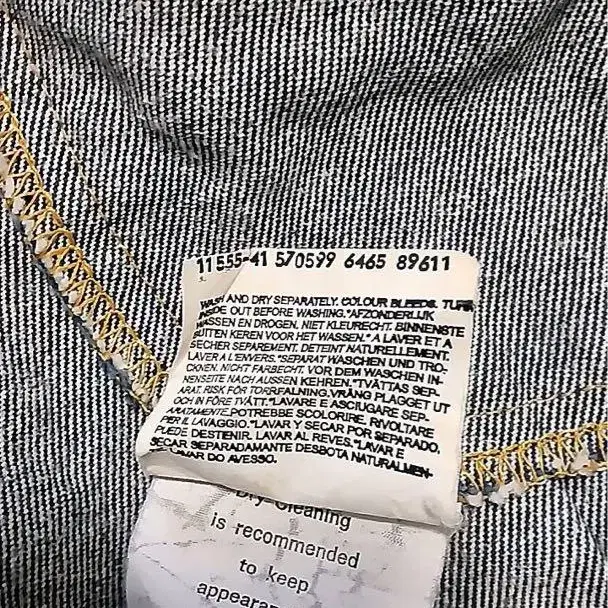 11555-41 570599 6465 89611
WASH AND DRY SEPARATELY. COLOUR BLEEDS. TURN
INSIDE OUT BEFORE WASHING.*AFZONDERLIJK
WASSEN EN DROGEN. NIET KLEURECHT. BINNENSTE
BUITEN KEREN VOOR HET WASSEN.*A LAVER ET A
SECHER SEPAREMENT. DETEINT NATURELLEMENT.
LAVER A L'ENVERS.*SEPARAT WASCHEN UND TRO-
CKNEN. NICHT FARBECHT. VOR DEM WASCHEN IN-
NENSEITE NACH AUSSEN KEHREN.*TVÄTTAS SEP-
ARAT. RISK FÖR TORRFÄLNING.VRÄNG PLAGGET UT
OCH IN FÖRE TVÄTT.*LAVARE E ASCIUGARE SEP-
ARATAMENTE.POTREBBE SCOLORIRE. RIVOLTARE
PER IL LAVAGGIO.*LAVAR Y SECAR POR SEPARADO.
PUEDE DESTENIR. LAVAR AL REVES.*LAVAR E
SECAR SEPARADAMANTE DESBOTA NATURALMEN-
LAVAR DO AVESSO.
Dry Cleaning
is recommended
to keep